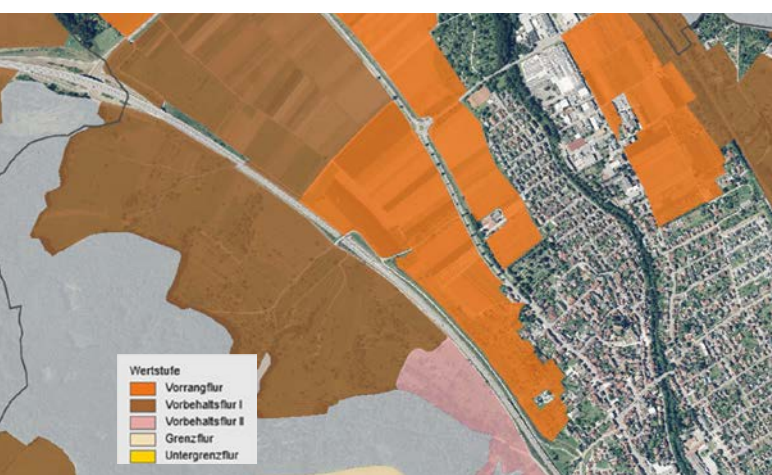 Wertstufe
Vorrangflur
Vorbehaltsflur I
Vorbehaltsflur II
Grenzflur
Untergrenzflur